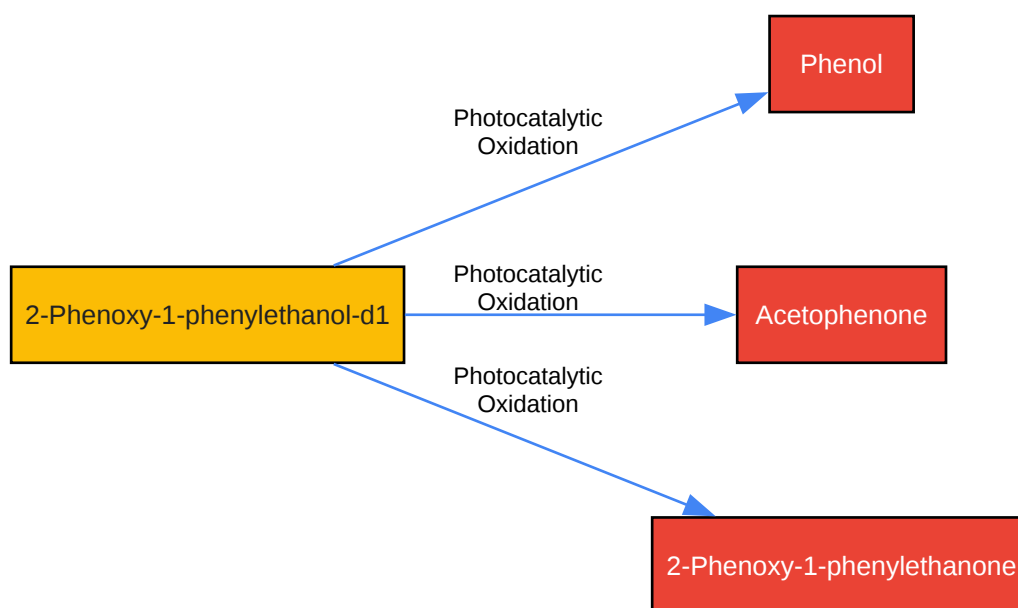 Phenol
Photocatalytic
Oxidation
2-Phenoxy-1-phenylethanol-d1
Photocatalytic
Oxidation
Acetophenone
Photocatalytic
Oxidation
2-Phenoxy-1-phenylethanone